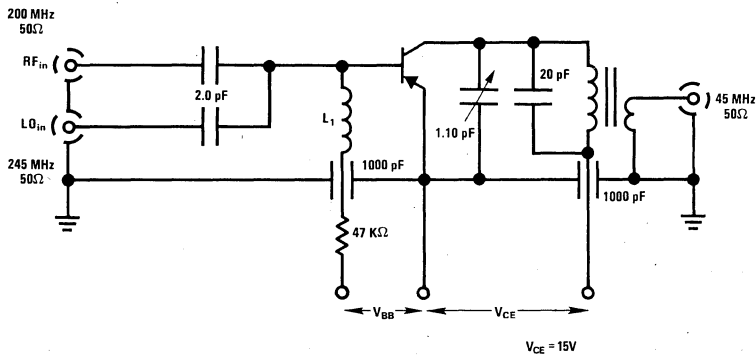 200 MHz
50Ω
RFin
2.0 pF
LOin
245 MHz
50Ω
L1
1000 pF
47 KΩ
1.10 pF
20 pF
45 MHz
50Ω
1000 pF
VBB
VCE
VCE = 15V